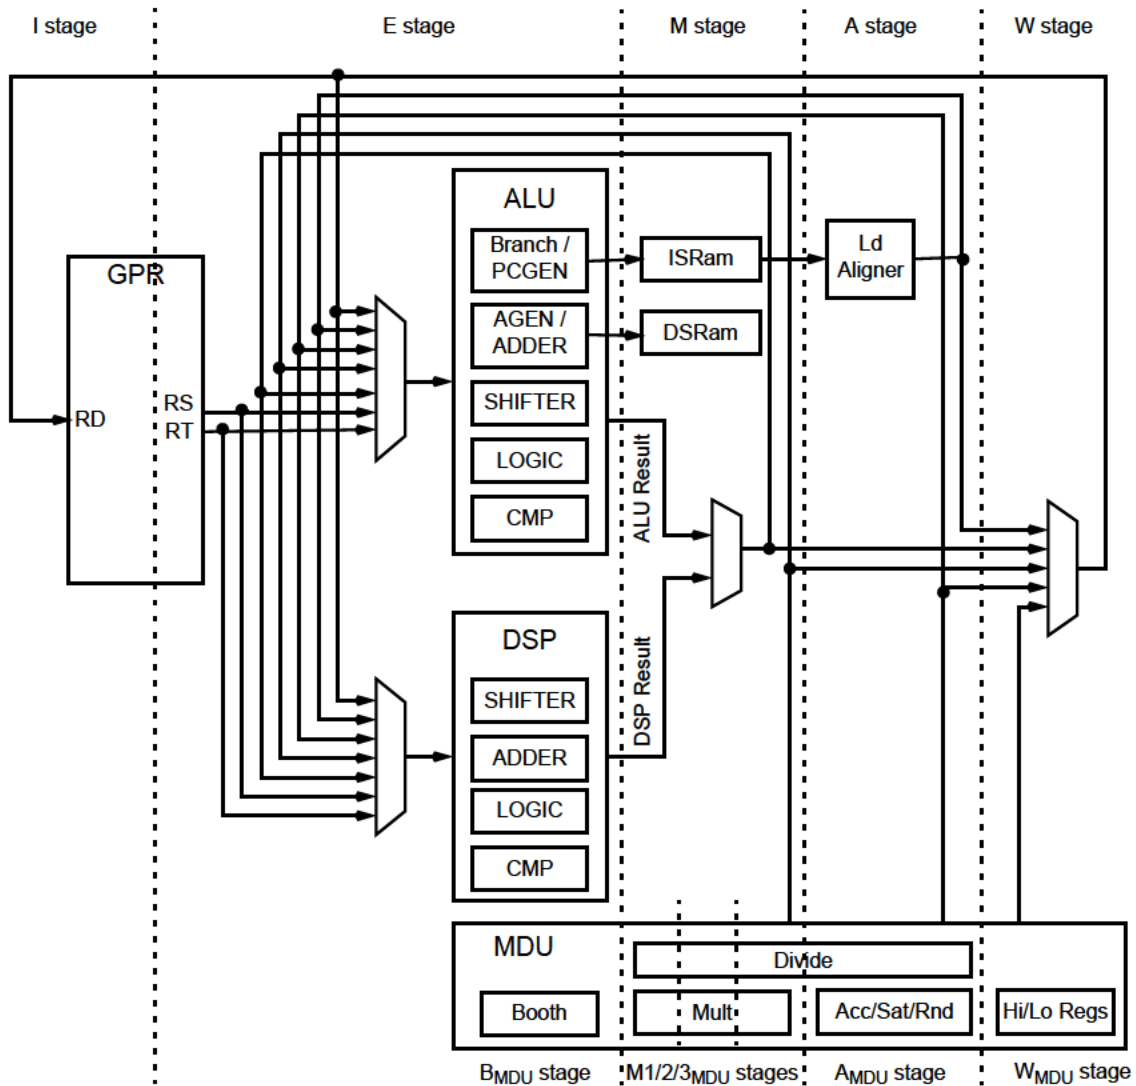 I stage
E stage
M stage
A stage
W stage
ALU
Branch /
PCGEN
ISRam
Ld
Aligner
GPR
AGEN /
ADDER
DSRam
SHIFTER
RS
RD
RT
LOGIC
CMP
ALU Result
DSP
SHIFTER
DSP Result
ADDER
LOGIC
CMP
MDU
Divide
Booth
Mult
Acc/Sat/Rnd
Hi/Lo Regs
BMDU stage
M1/2/3MDU stages
AMDU stage
WMDU stage